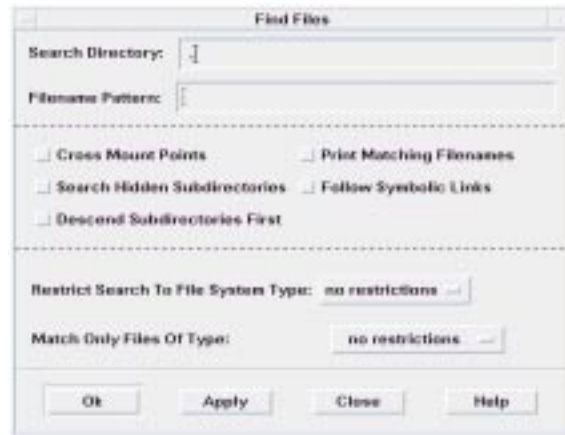 Find Files
Search Directory: .
Filename Pattern:
Cross Mount Points
Print Matching Filenames
Search Hidden Subdirectories
Follow Symbolic Links
Descend Subdirectories First
Restrict Search To File System Type: no restrictions
Match Only Files Of Type: no restrictions
Ok Apply Close Help